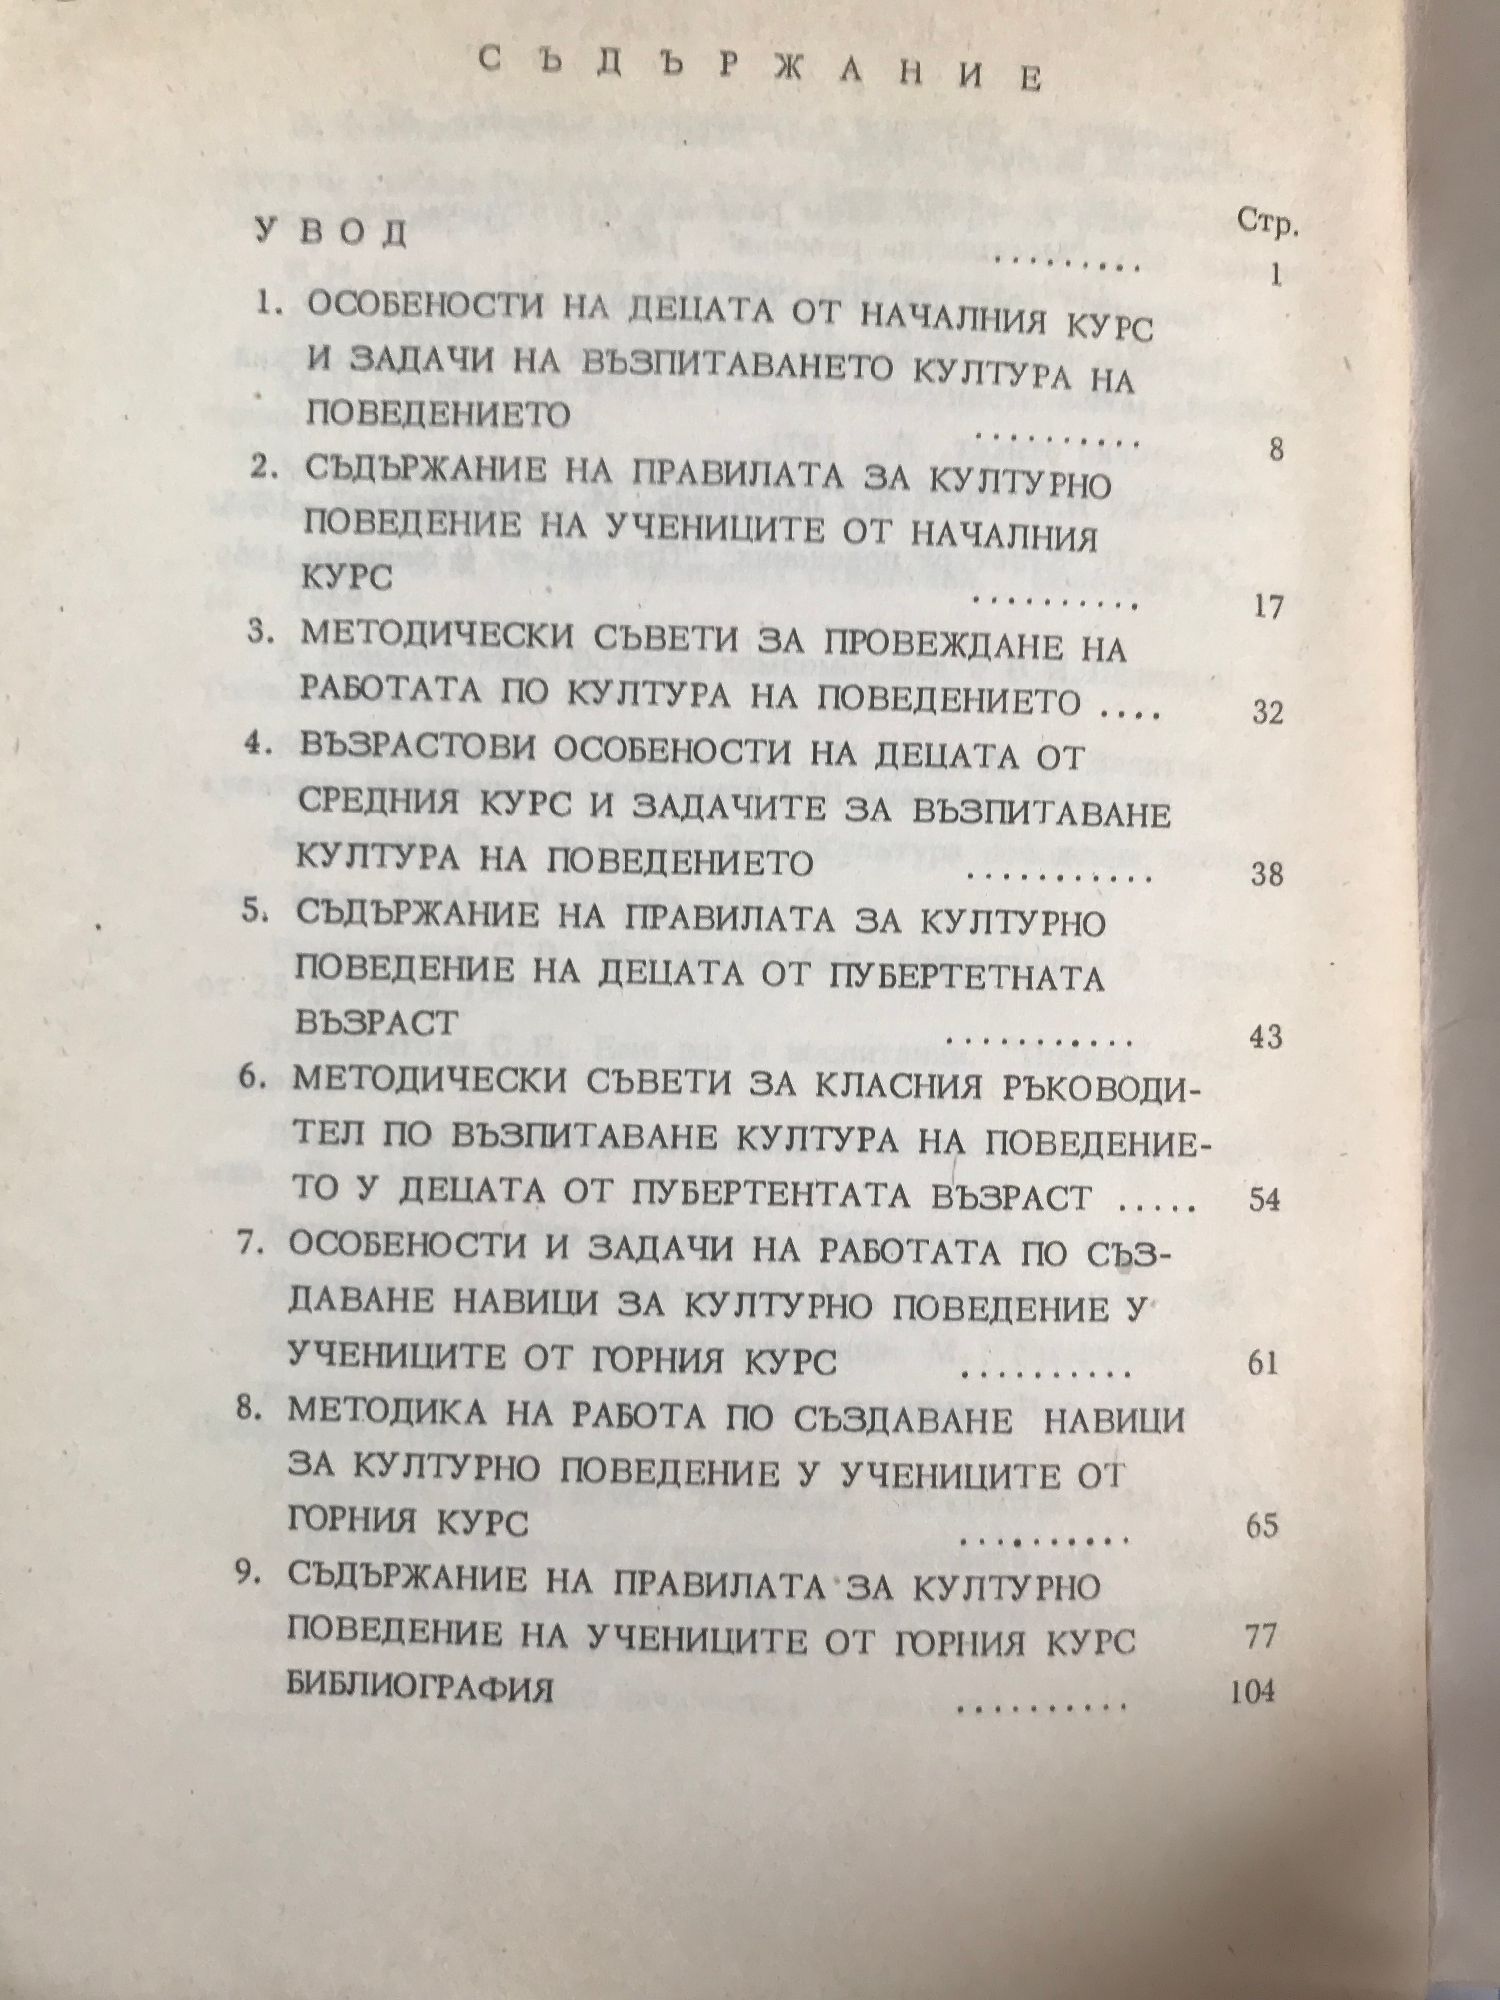 СЪДЪРЖАНИЕ
Стр.
УВОД ......... 1
1. ОСОБЕНОСТИ НА ДЕЦАТА ОТ НАЧАЛНИЯ КУРС
И ЗАДАЧИ НА ВЪЗПИТАВАНЕТО КУЛТУРА НА
ПОВЕДЕНИЕТО .......... 8
2. СЪДЪРЖАНИЕ НА ПРАВИЛАТА ЗА КУЛТУРНО
ПОВЕДЕНИЕ НА УЧЕНИЦИТЕ ОТ НАЧАЛНИЯ
КУРС .......... 17
3. МЕТОДИЧЕСКИ СЪВЕТИ ЗА ПРОВЕЖДАНЕ НА
РАБОТАТА ПО КУЛТУРА НА ПОВЕДЕНИЕТО .... 32
4. ВЪЗРАСТОВИ ОСОБЕНОСТИ НА ДЕЦАТА ОТ
СРЕДНИЯ КУРС И ЗАДАЧИТЕ ЗА ВЪЗПИТАВАНЕ
КУЛТУРА НА ПОВЕДЕНИЕТО ........... 38
5. СЪДЪРЖАНИЕ НА ПРАВИЛАТА ЗА КУЛТУРНО
ПОВЕДЕНИЕ НА ДЕЦАТА ОТ ПУБЕРТЕТНАТА
ВЪЗРАСТ ........... 43
6. МЕТОДИЧЕСКИ СЪВЕТИ ЗА КЛАСНИЯ РЪКОВОДИ-
ТЕЛ ПО ВЪЗПИТАВАНЕ КУЛТУРА НА ПОВЕДЕНИЕ-
ТО У ДЕЦАТА ОТ ПУБЕРТЕНТАТА ВЪЗРАСТ ..... 54
7. ОСОБЕНОСТИ И ЗАДАЧИ НА РАБОТАТА ПО СЪЗ-
ДАВАНЕ НАВИЦИ ЗА КУЛТУРНО ПОВЕДЕНИЕ У
УЧЕНИЦИТЕ ОТ ГОРНИЯ КУРС .......... 61
8. МЕТОДИКА НА РАБОТА ПО СЪЗДАВАНЕ НАВИЦИ
ЗА КУЛТУРНО ПОВЕДЕНИЕ У УЧЕНИЦИТЕ ОТ
ГОРНИЯ КУРС .......... 65
9. СЪДЪРЖАНИЕ НА ПРАВИЛАТА ЗА КУЛТУРНО
ПОВЕДЕНИЕ НА УЧЕНИЦИТЕ ОТ ГОРНИЯ КУРС 77
БИБЛИОГРАФИЯ .......... 104